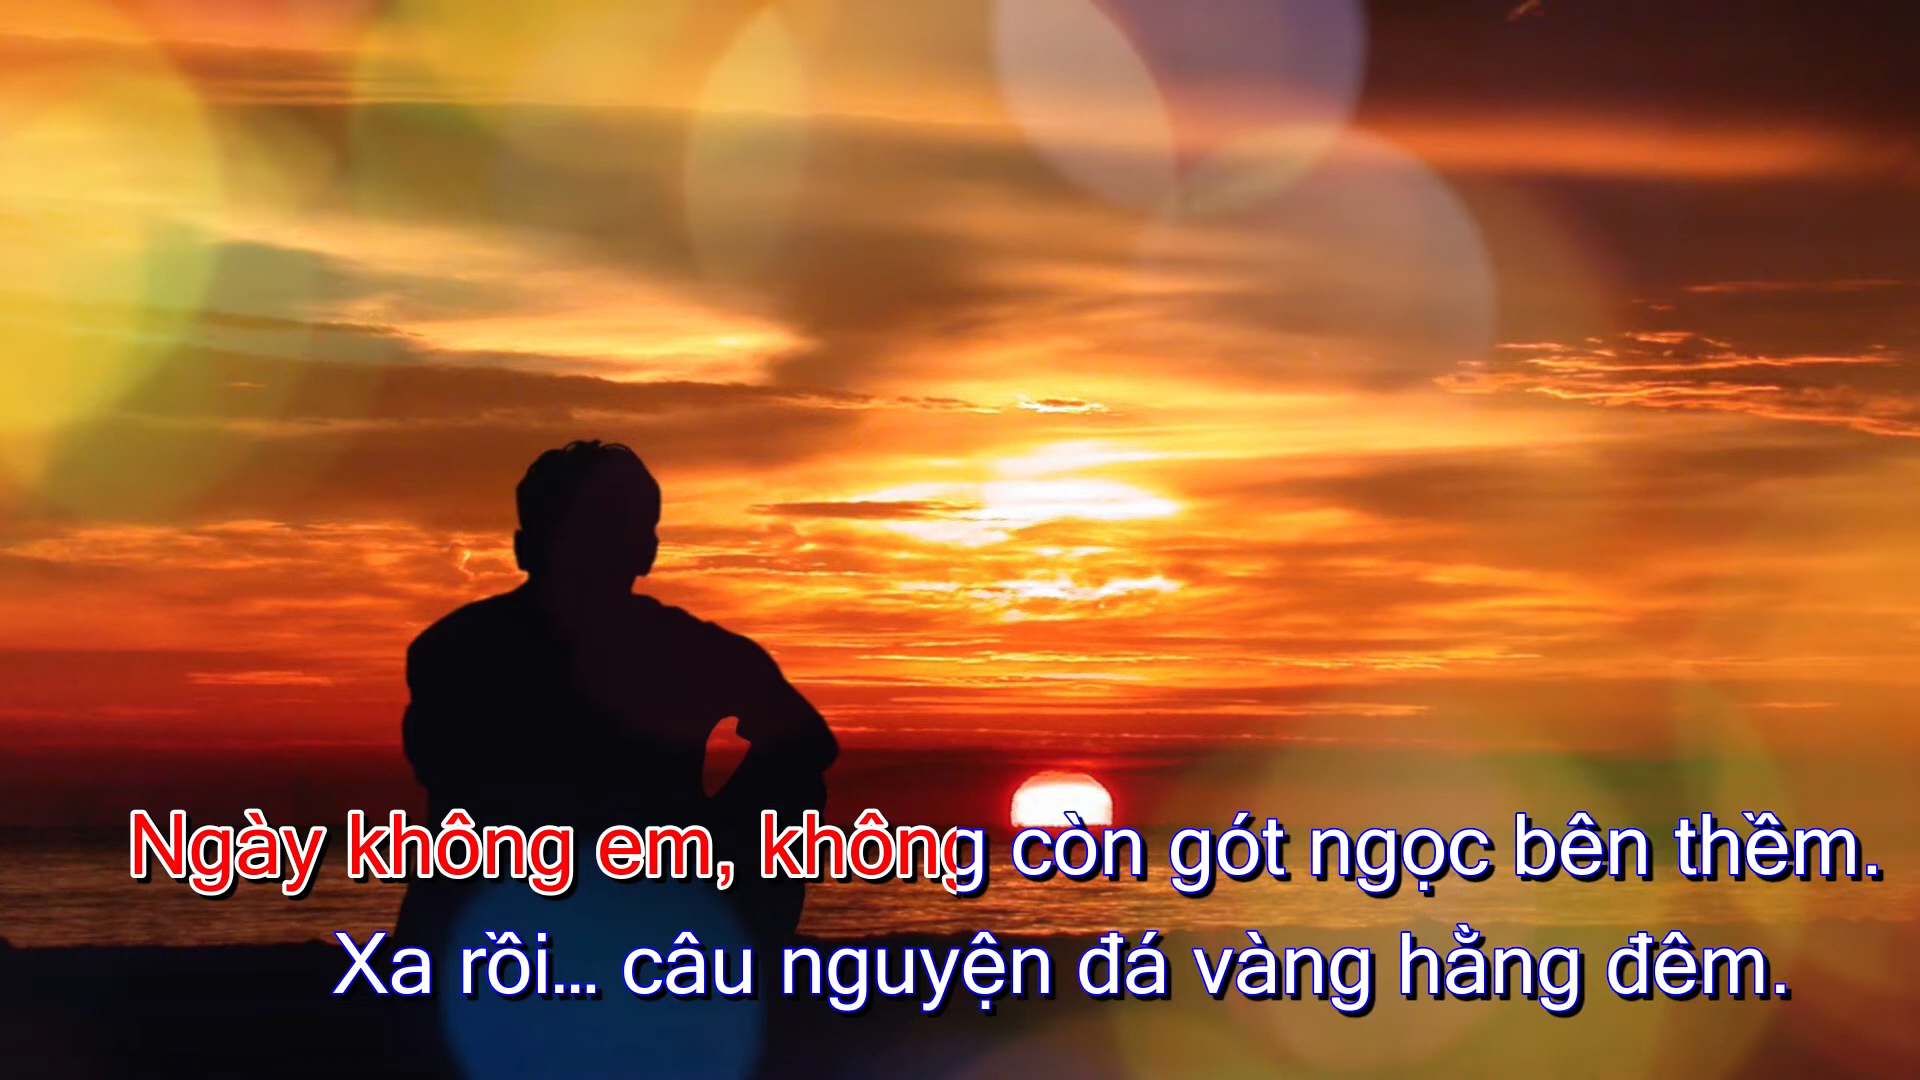 Ngày không em, không còn gót ngọc bên thềm.
Xa rồi... câu nguyện đá vàng hằng đêm.